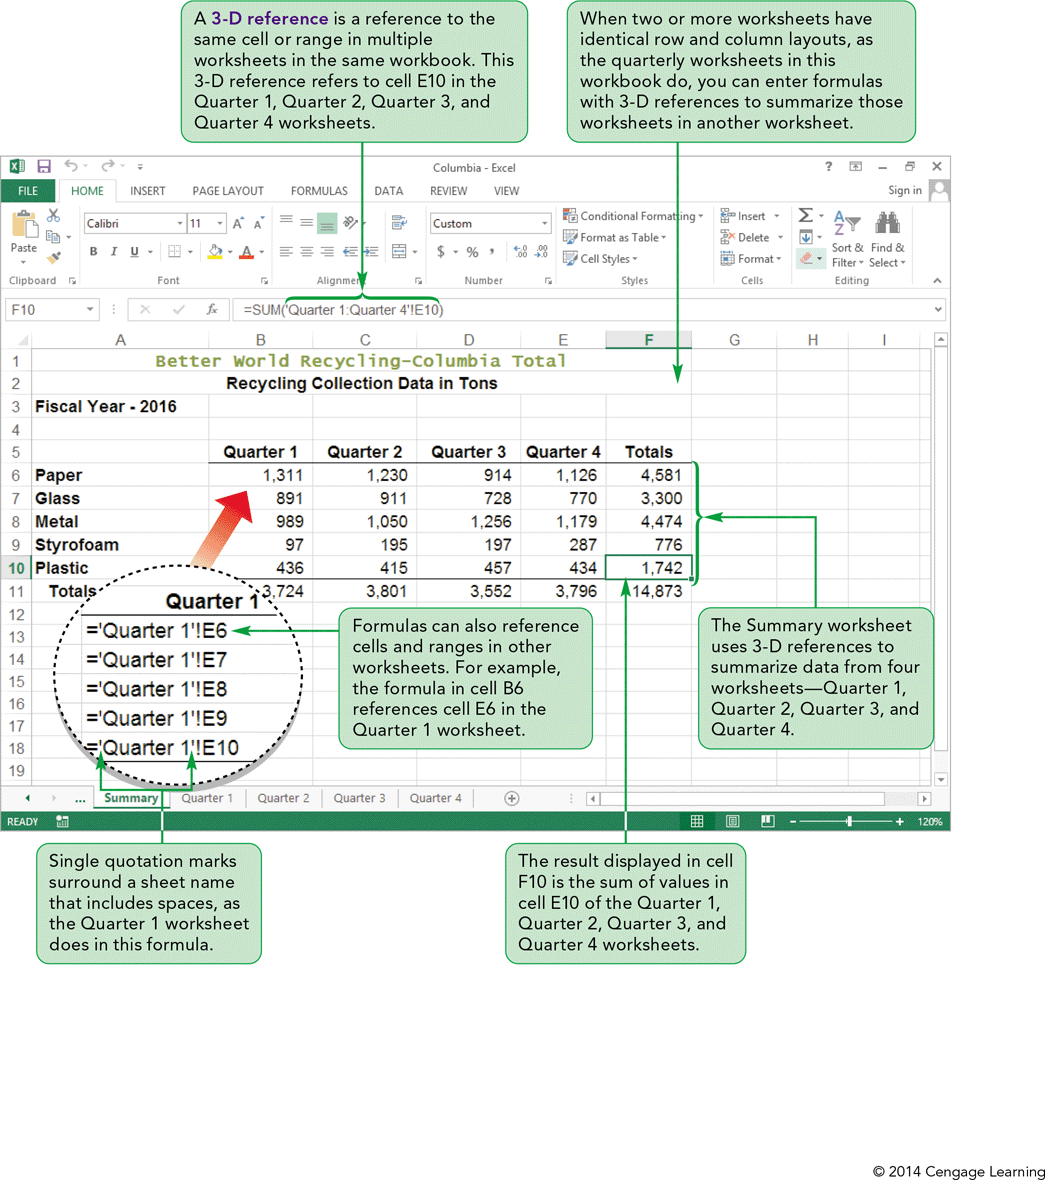 A 3-D reference is a reference to the
same cell or range in multiple
worksheets in the same workbook. This
3-D reference refers to cell E10 in the
Quarter 1, Quarter 2, Quarter 3, and
Quarter 4 worksheets.
When two or more worksheets have
identical row and column layouts, as
the quarterly worksheets in this
workbook do, you can enter formulas
with 3-D references to summarize those
worksheets in another worksheet.
Columbia - Excel
FILE HOME INSERT PAGE LAYOUT FORMULAS DATA REVIEW VIEW Sign in
Paste
Calibri 11
B I U
Custom
$ % ,
Conditional Formatting
Format as Table
Cell Styles
Insert
Delete
Format
Sort & Filter
Find & Select
Clipboard Font Alignment Number Styles Cells Editing
F10 fx =SUM('Quarter 1:Quarter 4'!E10)
A B C D E F G H I
1 Better World Recycling-Columbia Total
2 Recycling Collection Data in Tons
3 Fiscal Year - 2016
4
5 Quarter 1 Quarter 2 Quarter 3 Quarter 4 Totals
6 Paper 1,311 1,230 914 1,126 4,581
7 Glass 891 911 728 770 3,300
8 Metal 989 1,050 1,256 1,179 4,474
9 Styrofoam 97 195 197 287 776
10 Plastic 436 415 457 434 1,742
11 Totals 3,724 3,801 3,552 3,796 14,873
12
13
14
15
16
17
18
19
Quarter 1
='Quarter 1'!E6
='Quarter 1'!E7
='Quarter 1'!E8
='Quarter 1'!E9
='Quarter 1'!E10
Formulas can also reference
cells and ranges in other
worksheets. For example,
the formula in cell B6
references cell E6 in the
Quarter 1 worksheet.
The Summary worksheet
uses 3-D references to
summarize data from four
worksheets—Quarter 1,
Quarter 2, Quarter 3, and
Quarter 4.
... Summary Quarter 1 Quarter 2 Quarter 3 Quarter 4
READY 120%
Single quotation marks
surround a sheet name
that includes spaces, as
the Quarter 1 worksheet
does in this formula.
The result displayed in cell
F10 is the sum of values in
cell E10 of the Quarter 1,
Quarter 2, Quarter 3, and
Quarter 4 worksheets.
© 2014 Cengage Learning